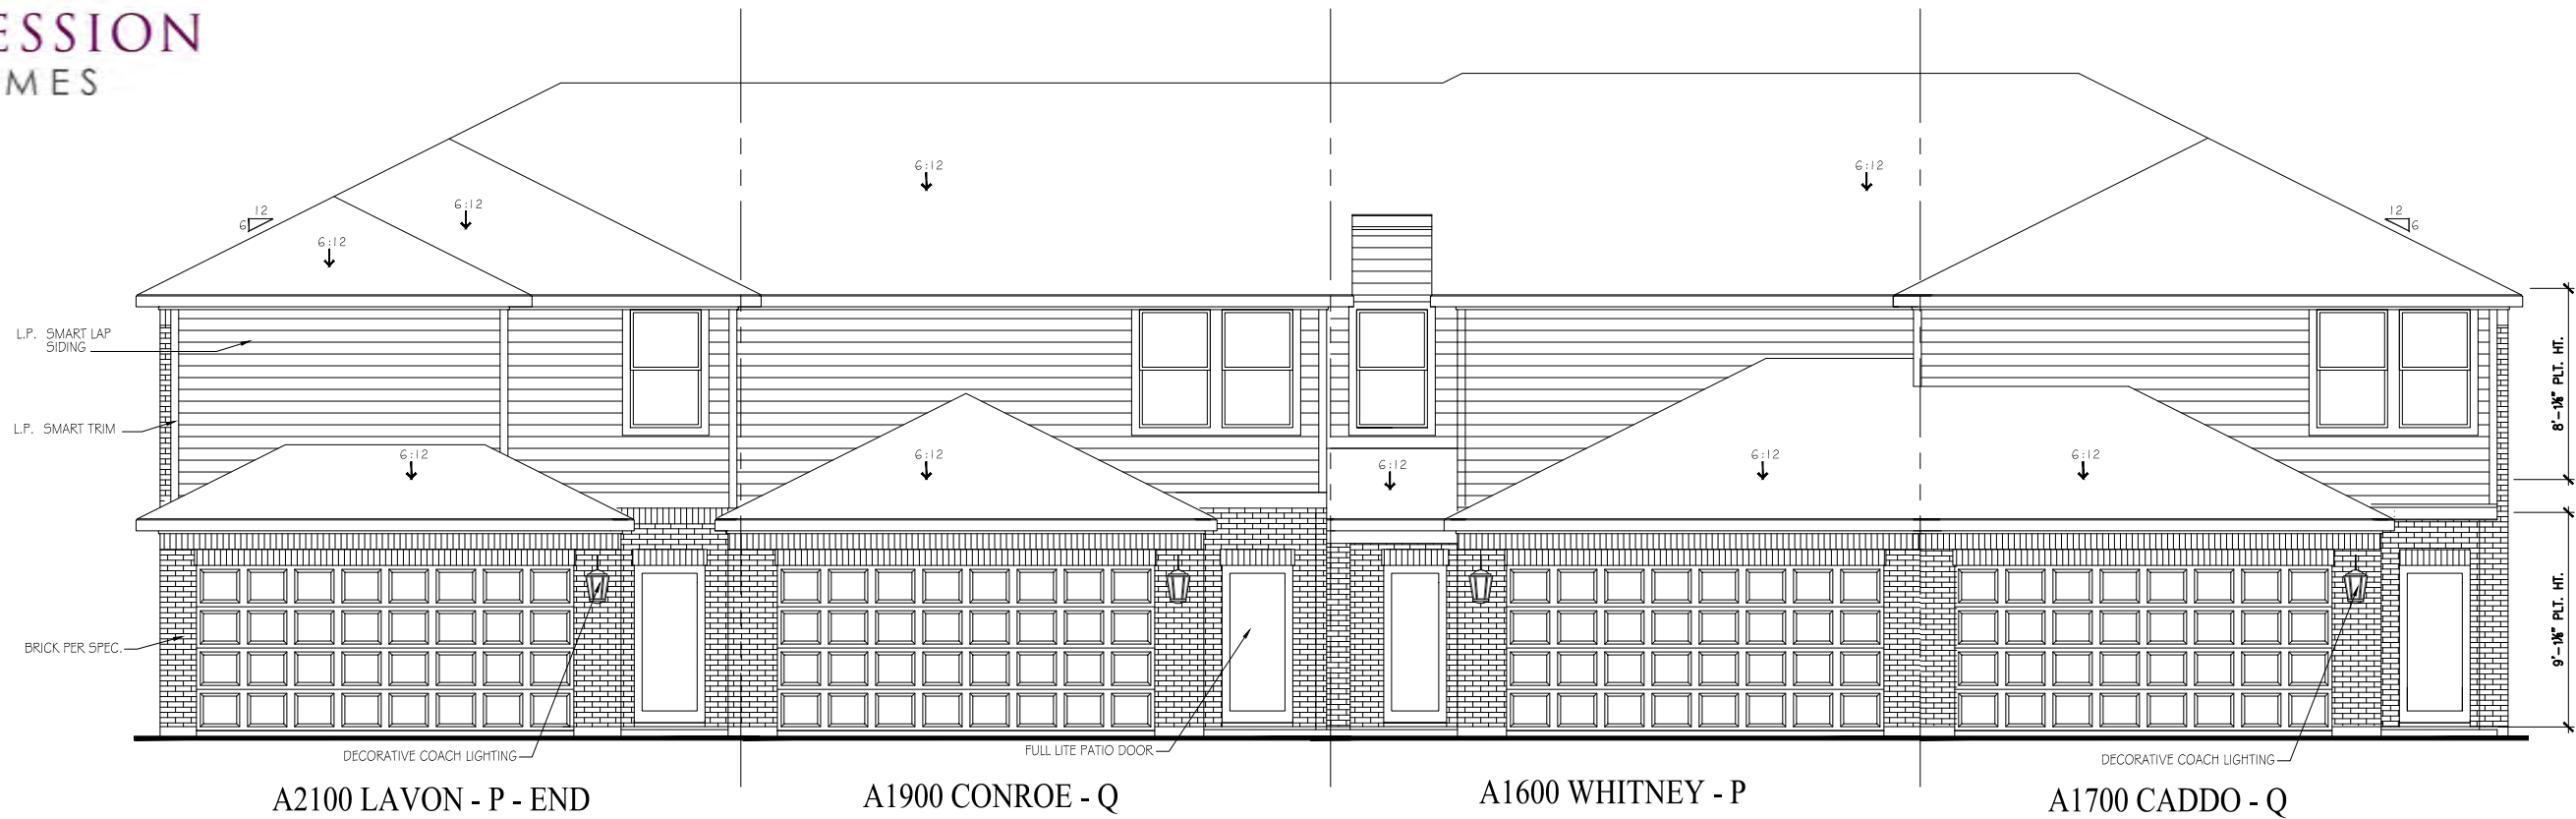 ESSION
MES
6:12
6:12
12
6
6:12
6:12
12
6
6:12
L.P. SMART LAP
SIDING
8'-1⅛" PLT. HT.
L.P. SMART TRIM
6:12
6:12
6:12
6:12
6:12
9'-1⅛" PLT. HT.
BRICK PER SPEC.
DECORATIVE COACH LIGHTING
FULL LITE PATIO DOOR
DECORATIVE COACH LIGHTING
A2100 LAVON - P - END
A1900 CONROE - Q
A1600 WHITNEY - P
A1700 CADDO - Q